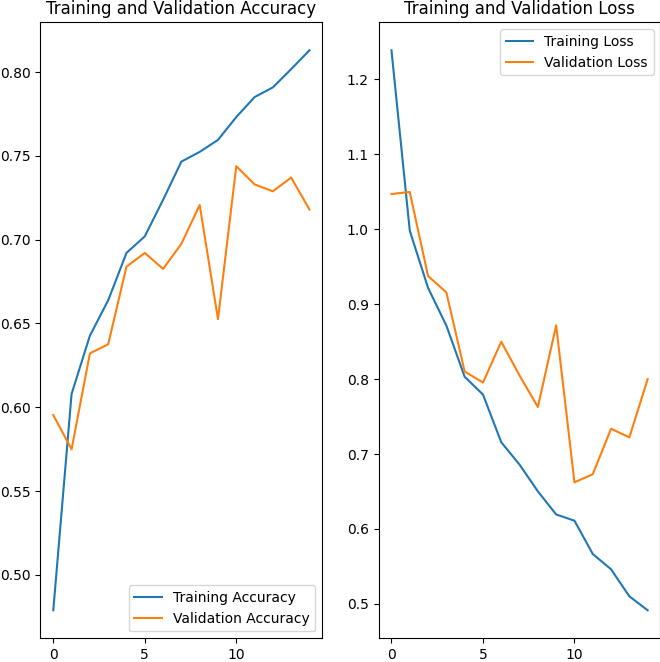 Training and Validation Accuracy
0.80
0.75
0.70
0.65
0.60
0.55
0.50
Training Accuracy
Validation Accuracy
0 5 10
Training and Validation Loss
Training Loss
Validation Loss
1.2
1.1
1.0
0.9
0.8
0.7
0.6
0.5
0 5 10